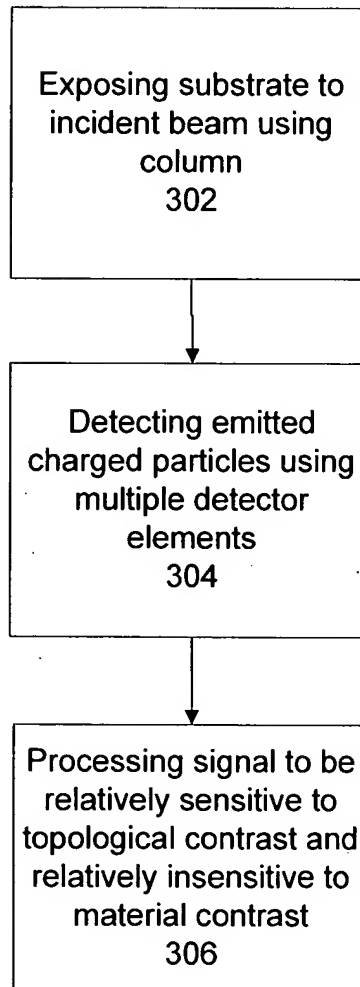 Exposing substrate to
incident beam using
column
302
Detecting emitted
charged particles using
multiple detector
elements
304
Processing signal to be
relatively sensitive to
topological contrast and
relatively insensitive to
material contrast
306